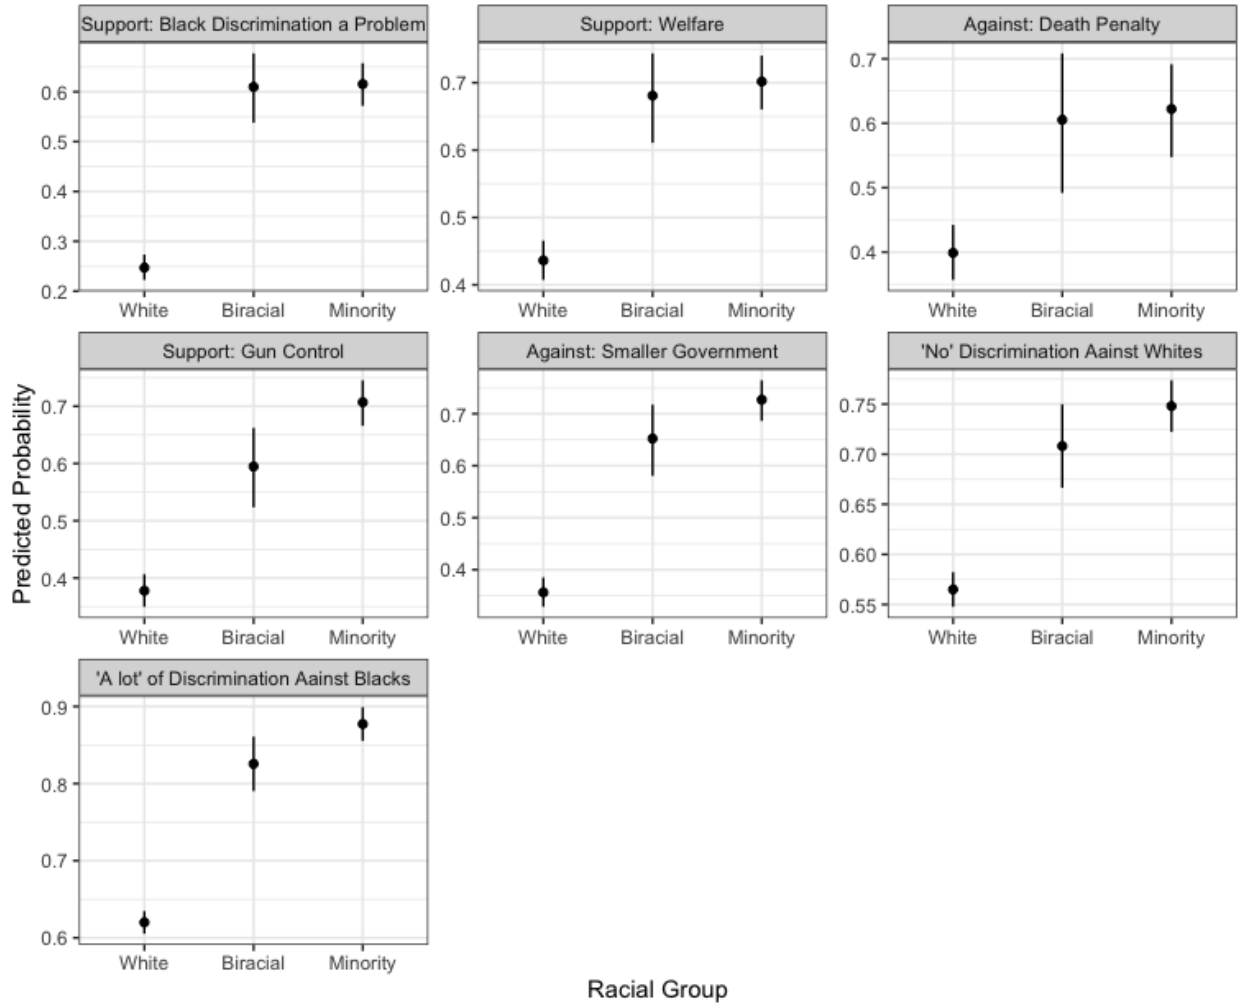 Support: Black Discrimination a Problem
0.6
0.5
0.4
0.3
0.2
White Biracial Minority
Support: Welfare
0.7
0.6
0.5
0.4
White Biracial Minority
Against: Death Penalty
0.7
0.6
0.5
0.4
White Biracial Minority
Predicted Probability
Support: Gun Control
0.7
0.6
0.5
0.4
White Biracial Minority
Against: Smaller Government
0.7
0.6
0.5
0.4
White Biracial Minority
'No' Discrimination Aainst Whites
0.75
0.70
0.65
0.60
0.55
White Biracial Minority
'A lot' of Discrimination Aainst Blacks
0.9
0.8
0.7
0.6
White Biracial Minority
Racial Group